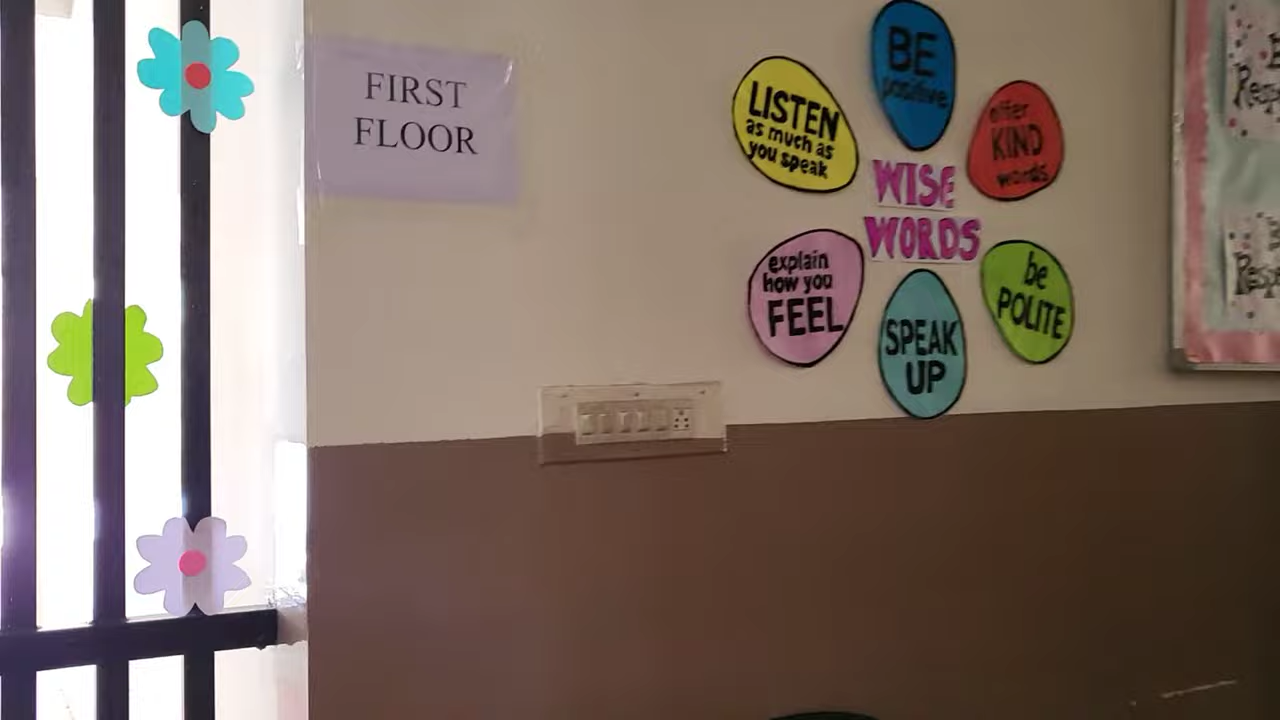 FIRST
FLOOR
BE
positive
LISTEN
as much as
you speak
offer
KIND
words
WISE
WORDS
explain
how you
FEEL
SPEAK
UP
be
POLITE